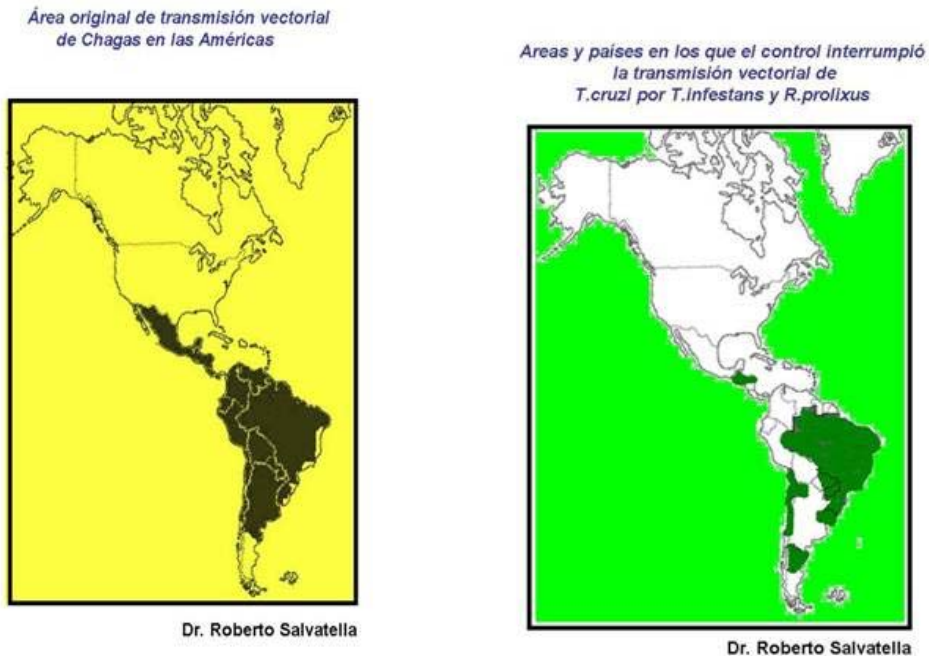 Área original de transmisión vectorial
de Chagas en las Américas
Areas y países en los que el control interrumpió
la transmisión vectorial de
T.cruzi por T.infestans y R.prolixus
Dr. Roberto Salvatella
Dr. Roberto Salvatella